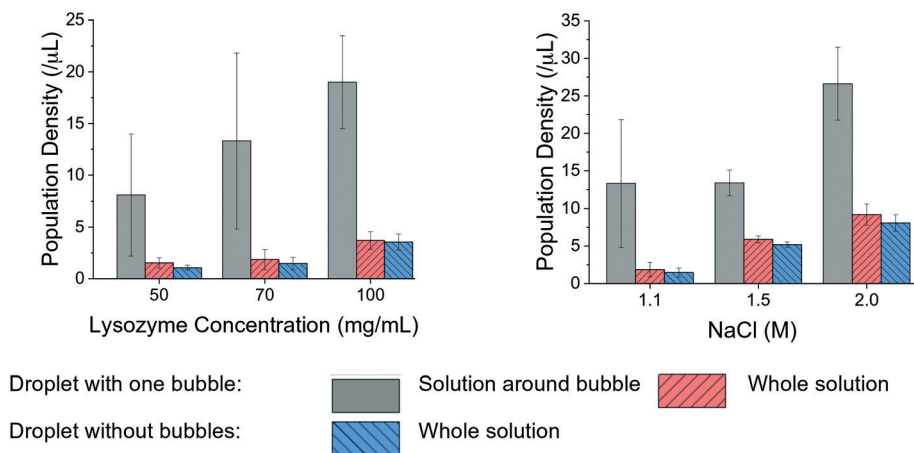 Population Density (/μL)
25
20
15
10
5
0
50 70 100
Lysozyme Concentration (mg/mL)
Population Density (/μL)
35
30
25
20
15
10
5
0
1.1 1.5 2.0
NaCl (M)
Droplet with one bubble: Solution around bubble Whole solution
Droplet without bubbles: Whole solution